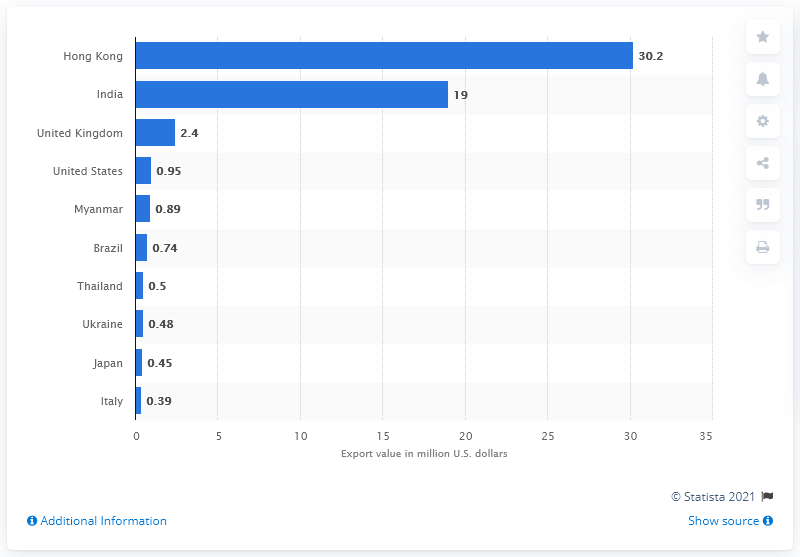 Hong Kong 30.2
India 19
United Kingdom 2.4
United States 0.95
Myanmar 0.89
Brazil 0.74
Thailand 0.5
Ukraine 0.48
Japan 0.45
Italy 0.39
0 5 10 15 20 25 30 35
Export value in million U.S. dollars
© Statista 2021
Additional Information Show source